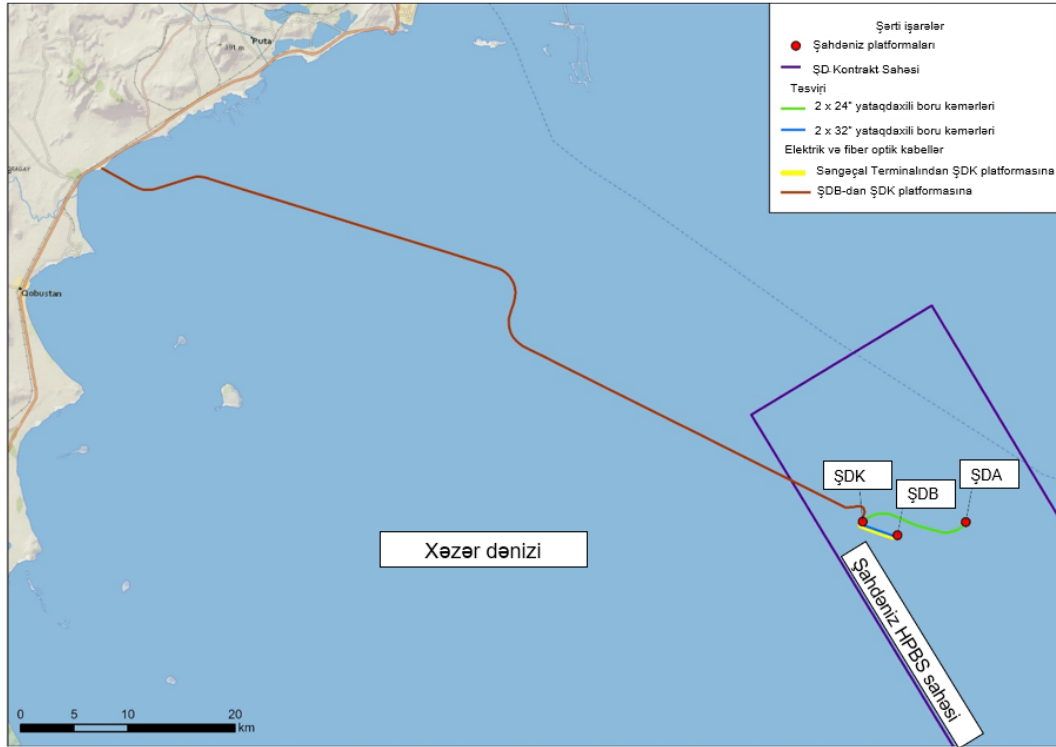 Puta
391 m
Qobustan
Şərti işarələr
Şahdəniz platformaları
ŞD Kontrakt Sahəsi
Təsviri
2 x 24" yataqdaxili boru kəmərləri
2 x 32" yataqdaxili boru kəmərləri
Elektrik və fiber optik kabellər
Səngəçal Terminalından ŞDK platformasına
ŞDB-dan ŞDK platformasına
ŞDK
ŞDB
ŞDA
Xəzər dənizi
Şahdəniz HPBS sahəsi
0 5 10 20
km